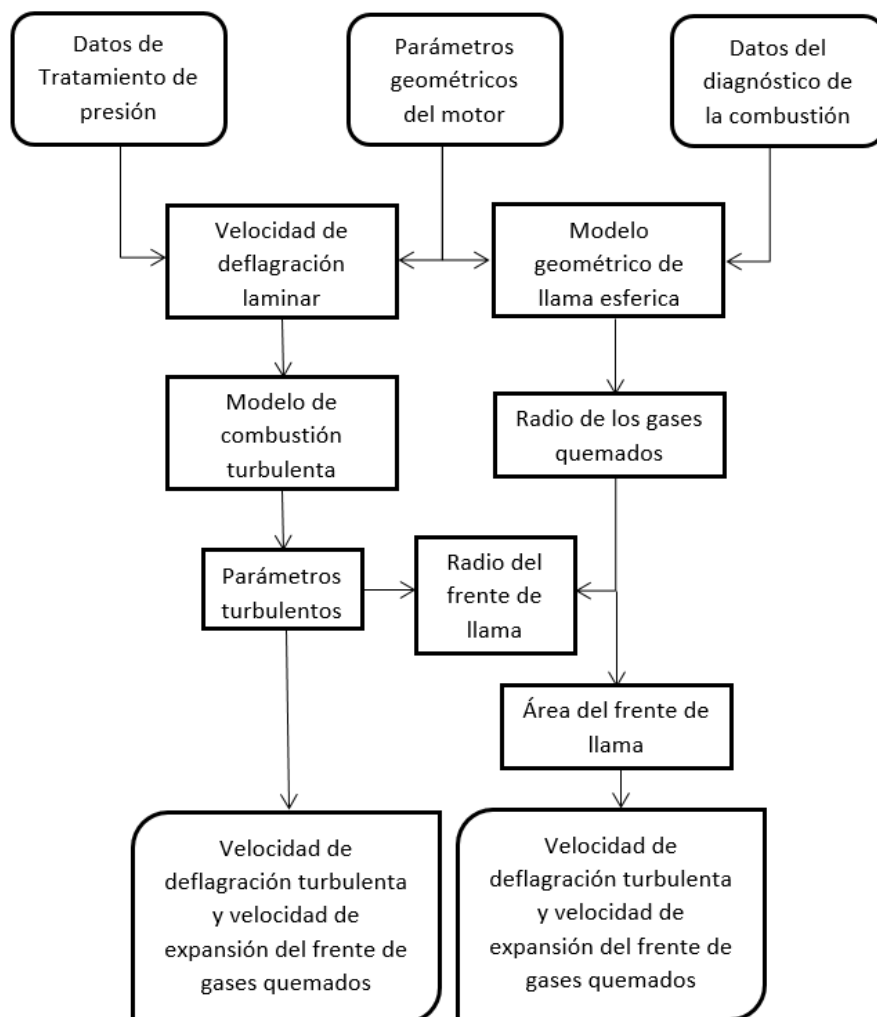 Datos de
Tratamiento de
presión
Parámetros
geométricos
del motor
Datos del
diagnóstico de
la combustión
Velocidad de
deflagración
laminar
Modelo
geométrico de
llama esferica
Modelo de
combustión
turbulenta
Radio de los gases
quemados
Parámetros
turbulentos
Radio del
frente de
llama
Área del frente de
llama
Velocidad de
deflagración turbulenta
y velocidad de
expansión del frente de
gases quemados
Velocidad de
deflagración turbulenta
y velocidad de
expansión del frente de
gases quemados